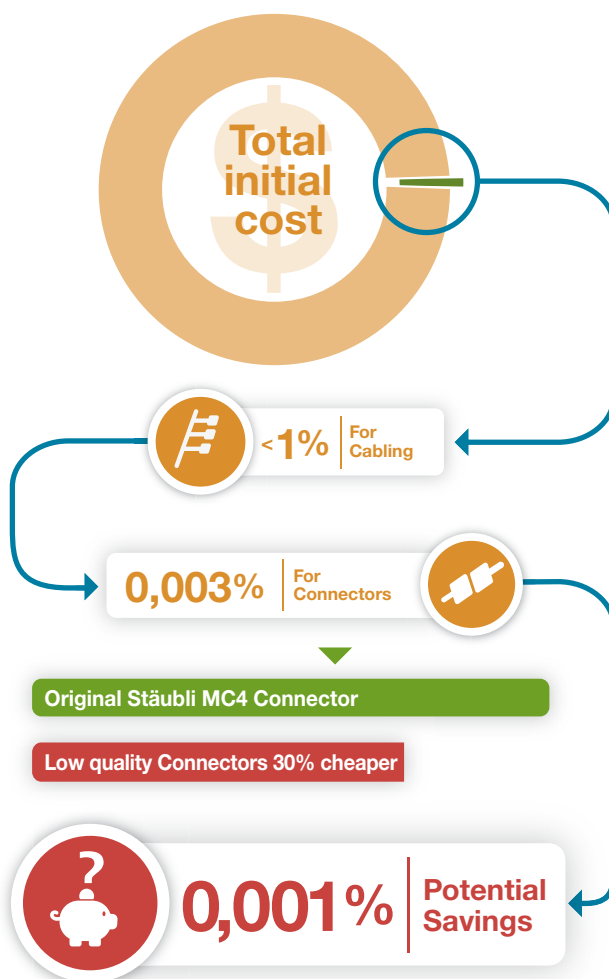 $
Total
initial
cost
<1% For
Cabling
0,003% For
Connectors
Original Stäubli MC4 Connector
Low quality Connectors 30% cheaper
?
0,001% Potential
Savings